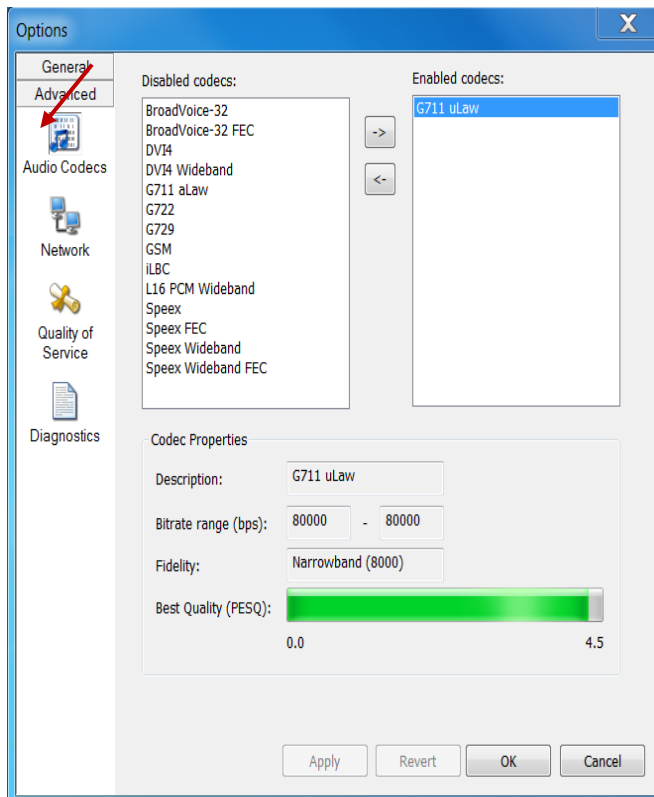 Options
X
General
Advanced
Audio Codecs
Network
Quality of
Service
Diagnostics
Disabled codecs:
BroadVoice-32
BroadVoice-32 FEC
DVI4
DVI4 Wideband
G711 aLaw
G722
G729
GSM
iLBC
L16 PCM Wideband
Speex
Speex FEC
Speex Wideband
Speex Wideband FEC
->
<-
Enabled codecs:
G711 uLaw
Codec Properties
Description: G711 uLaw
Bitrate range (bps): 80000 - 80000
Fidelity: Narrowband (8000)
Best Quality (PESQ):
0.0 4.5
Apply Revert OK Cancel